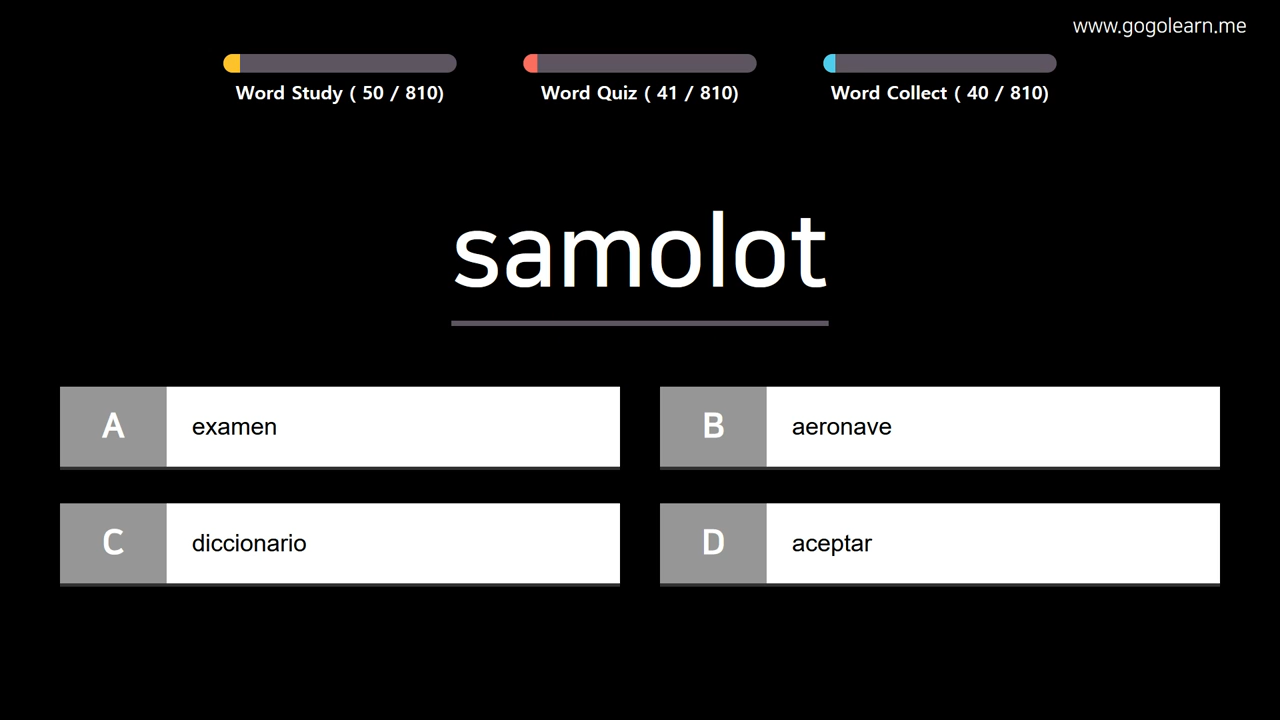 www.gogolearn.me
Word Study ( 50 / 810)
Word Quiz ( 41 / 810)
Word Collect ( 40 / 810)
samolot
A examen
B aeronave
C diccionario
D aceptar